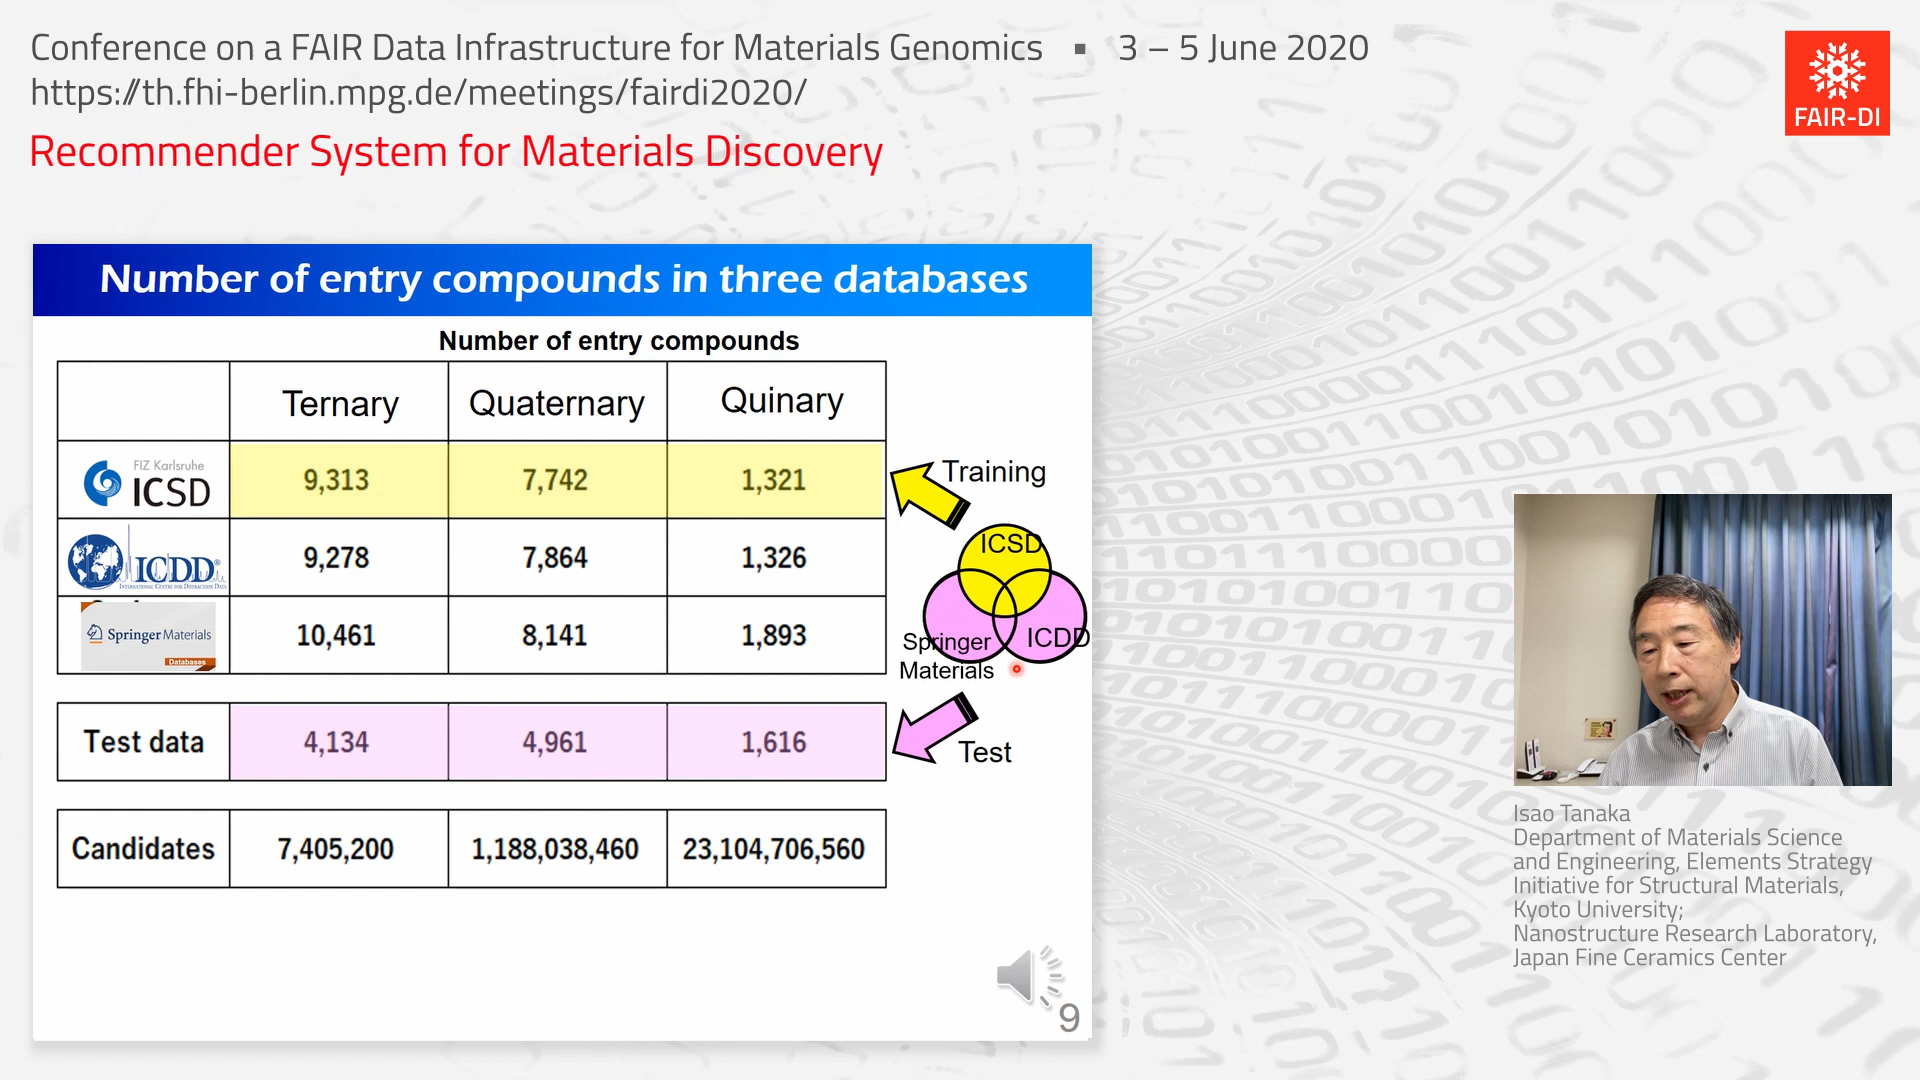 Conference on a FAIR Data Infrastructure for Materials Genomics ▪ 3 – 5 June 2020
https://th.fhi-berlin.mpg.de/meetings/fairdi2020/
FAIR-DI
Recommender System for Materials Discovery
Number of entry compounds in three databases
Number of entry compounds
Ternary Quaternary Quinary
FIZ Karlsruhe
ICSD 9,313 7,742 1,321
ICDD® 9,278 7,864 1,326
INTERNATIONAL CENTRE FOR DIFFRACTION DATA
Springer Materials 10,461 8,141 1,893
Databases
Test data 4,134 4,961 1,616
Candidates 7,405,200 1,188,038,460 23,104,706,560
Training
ICSD
Springer
Materials
ICDD
Test
9
Isao Tanaka
Department of Materials Science
and Engineering, Elements Strategy
Initiative for Structural Materials,
Kyoto University;
Nanostructure Research Laboratory,
Japan Fine Ceramics Center